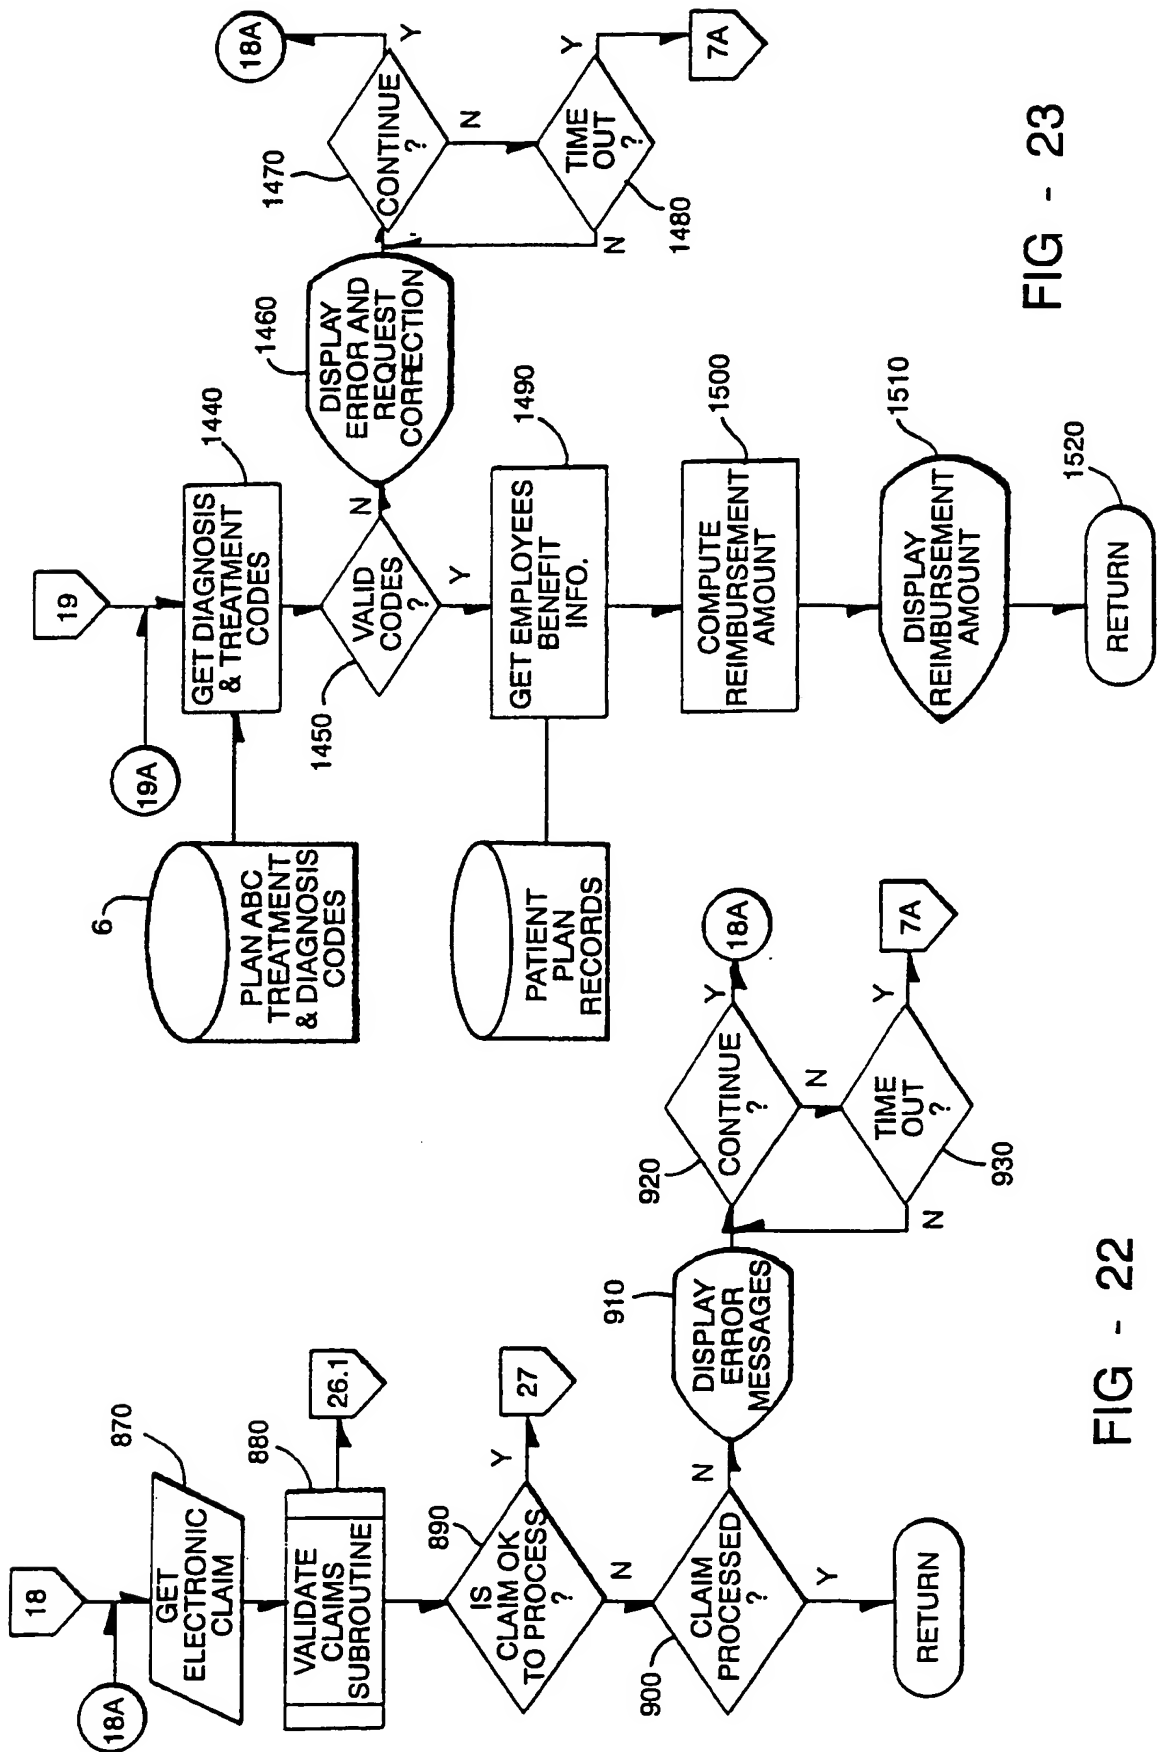 18
18A
870
GET
ELECTRONIC
CLAIM
880
VALIDATE
CLAIMS
SUBROUTINE
26.1
890
IS
CLAIM OK
TO PROCESS
?
Y
27
N
900
CLAIM
PROCESSED
?
N
Y
RETURN
910
DISPLAY
ERROR
MESSAGES
920
CONTINUE
?
Y
18A
N
TIME
OUT
?
930
Y
7A
N
FIG - 22
19
19A
6
PLAN ABC
TREATMENT
& DIAGNOSIS
CODES
1440
GET DIAGNOSIS
& TREATMENT
CODES
1450
VALID
CODES
?
N
Y
1460
DISPLAY
ERROR AND
REQUEST
CORRECTION
1470
CONTINUE
?
Y
18A
N
TIME
OUT
?
1480
Y
7A
N
PATIENT
PLAN
RECORDS
1490
GET EMPLOYEES
BENEFIT
INFO.
1500
COMPUTE
REIMBURSEMENT
AMOUNT
1510
DISPLAY
REIMBURSEMENT
AMOUNT
1520
RETURN
FIG - 23